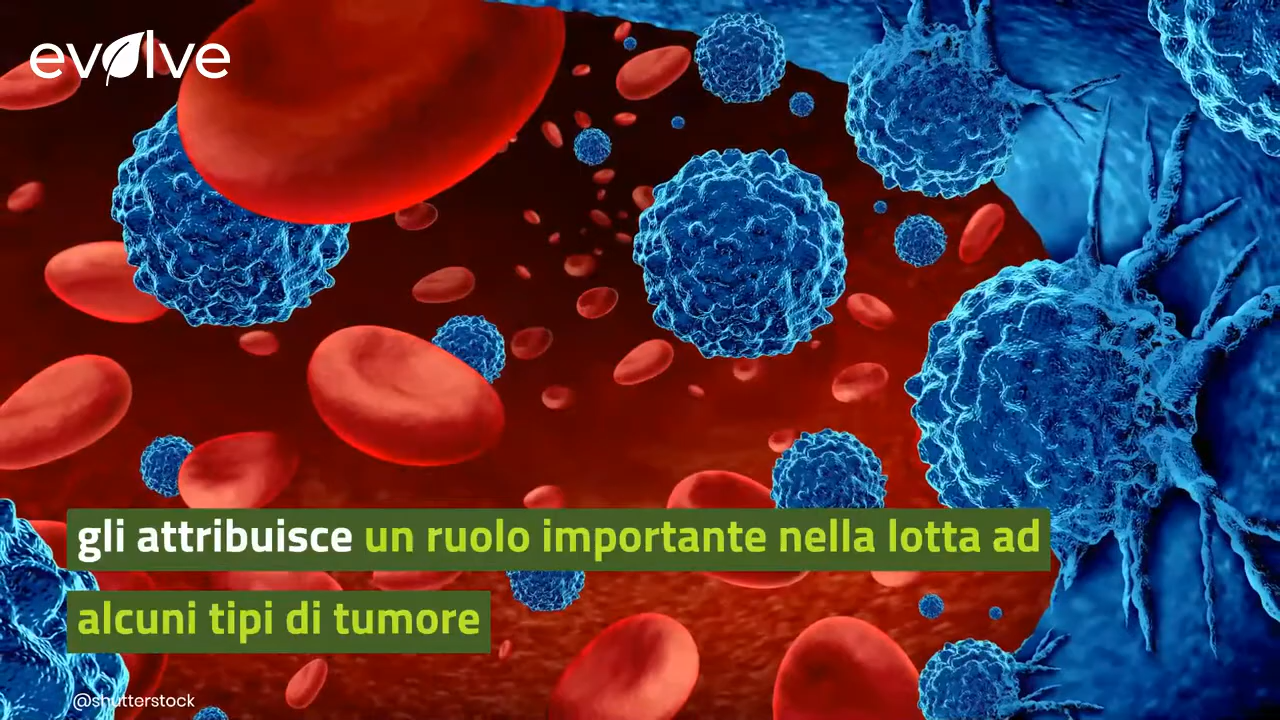 evolve
gli attribuisce un ruolo importante nella lotta ad
alcuni tipi di tumore
@shutterstock